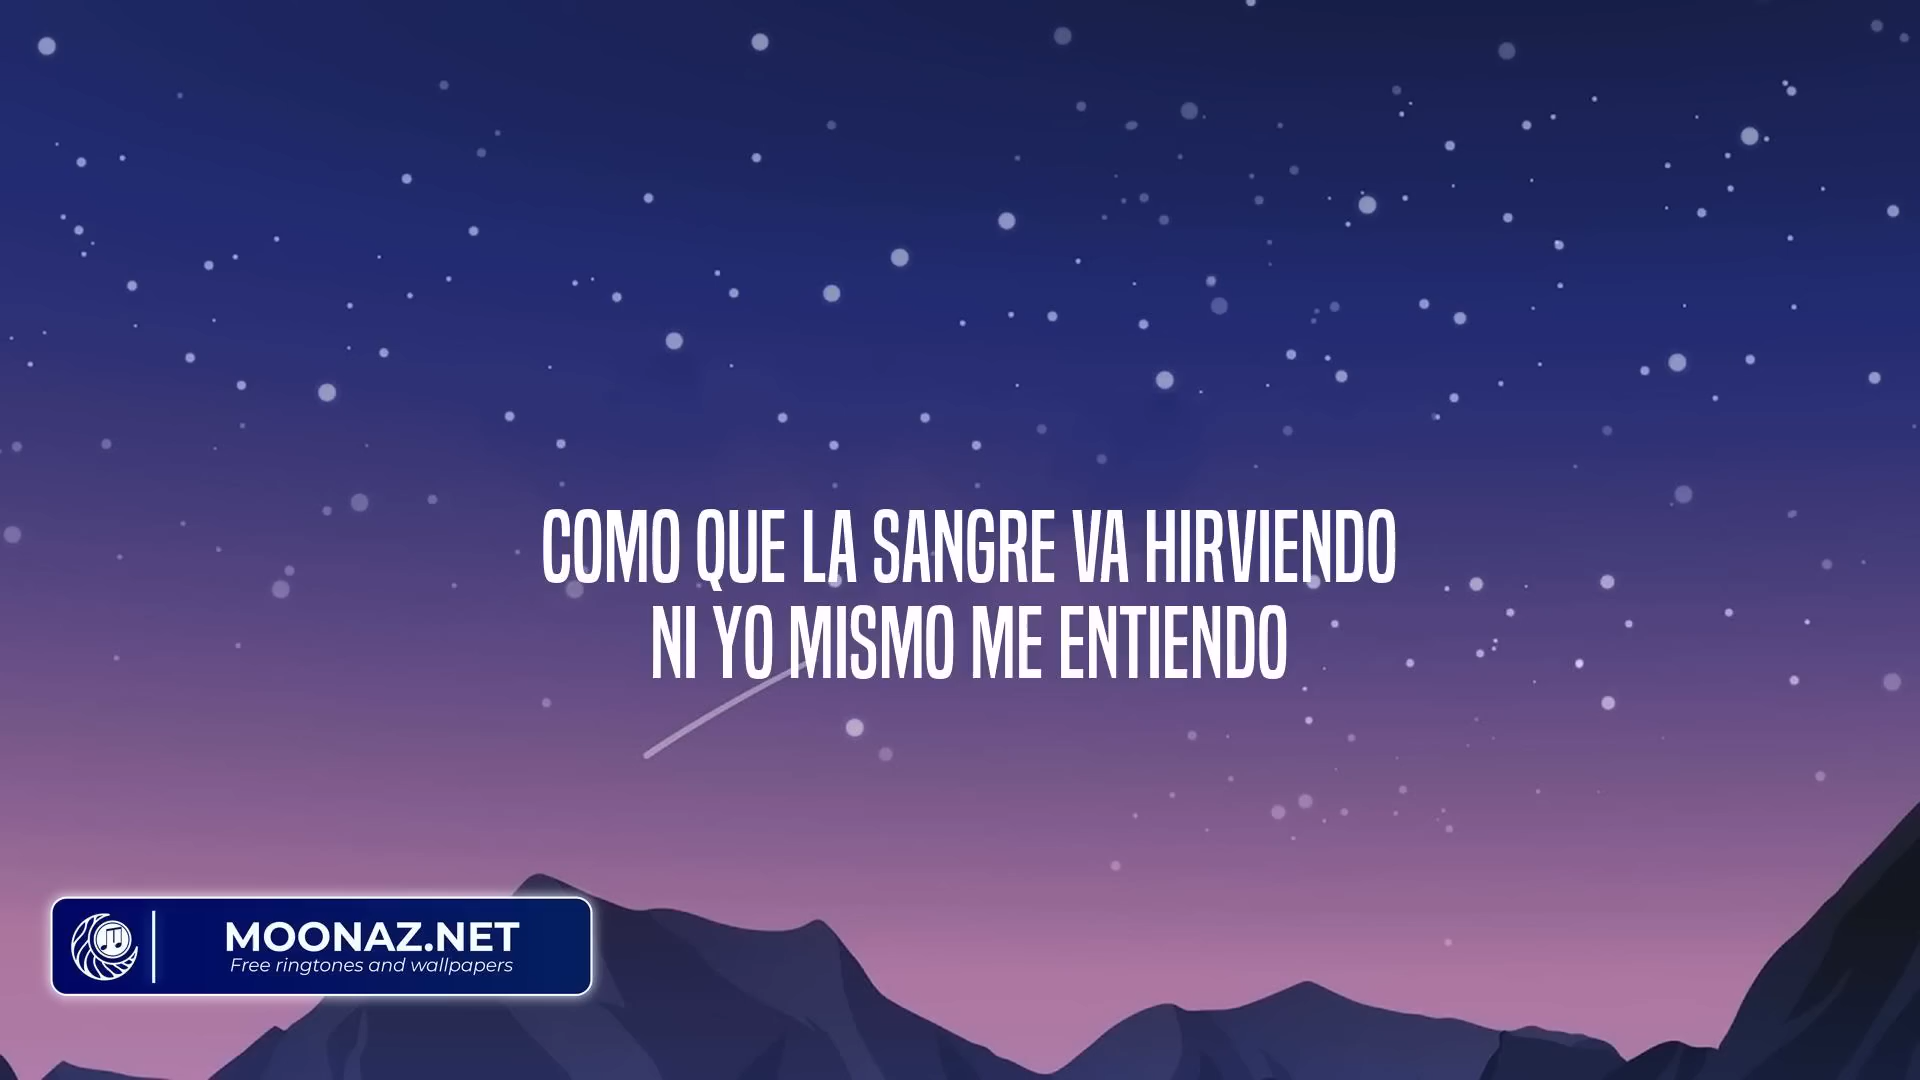 COMO QUE LA SANGRE VA HIRVIENDO
NI YO MISMO ME ENTIENDO
MOONAZ.NET
Free ringtones and wallpapers